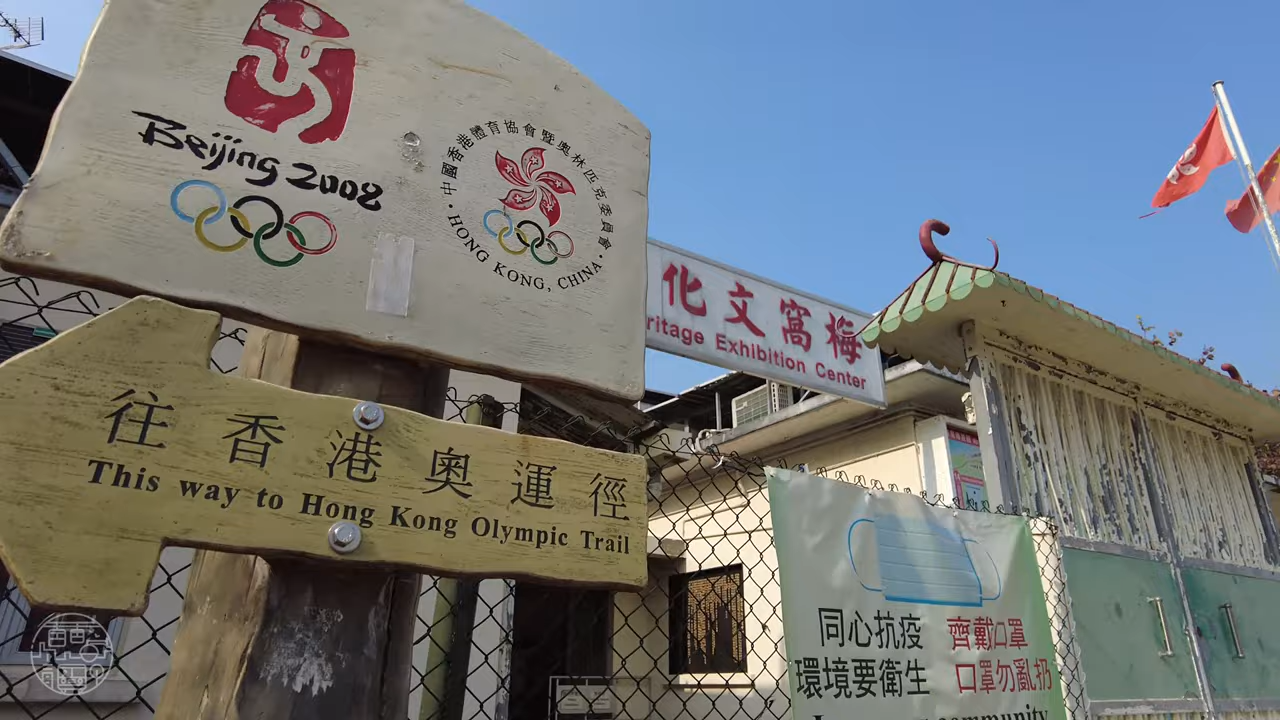 Beijing 2008
中國香港體育協會暨奧林匹克委員會
HONG KONG, CHINA
往香港奧運徑
This way to Hong Kong Olympic Trail
化文窩梅
Heritage Exhibition Center
同心抗疫 齊戴口罩
環境要衛生 口罩勿亂扔
community